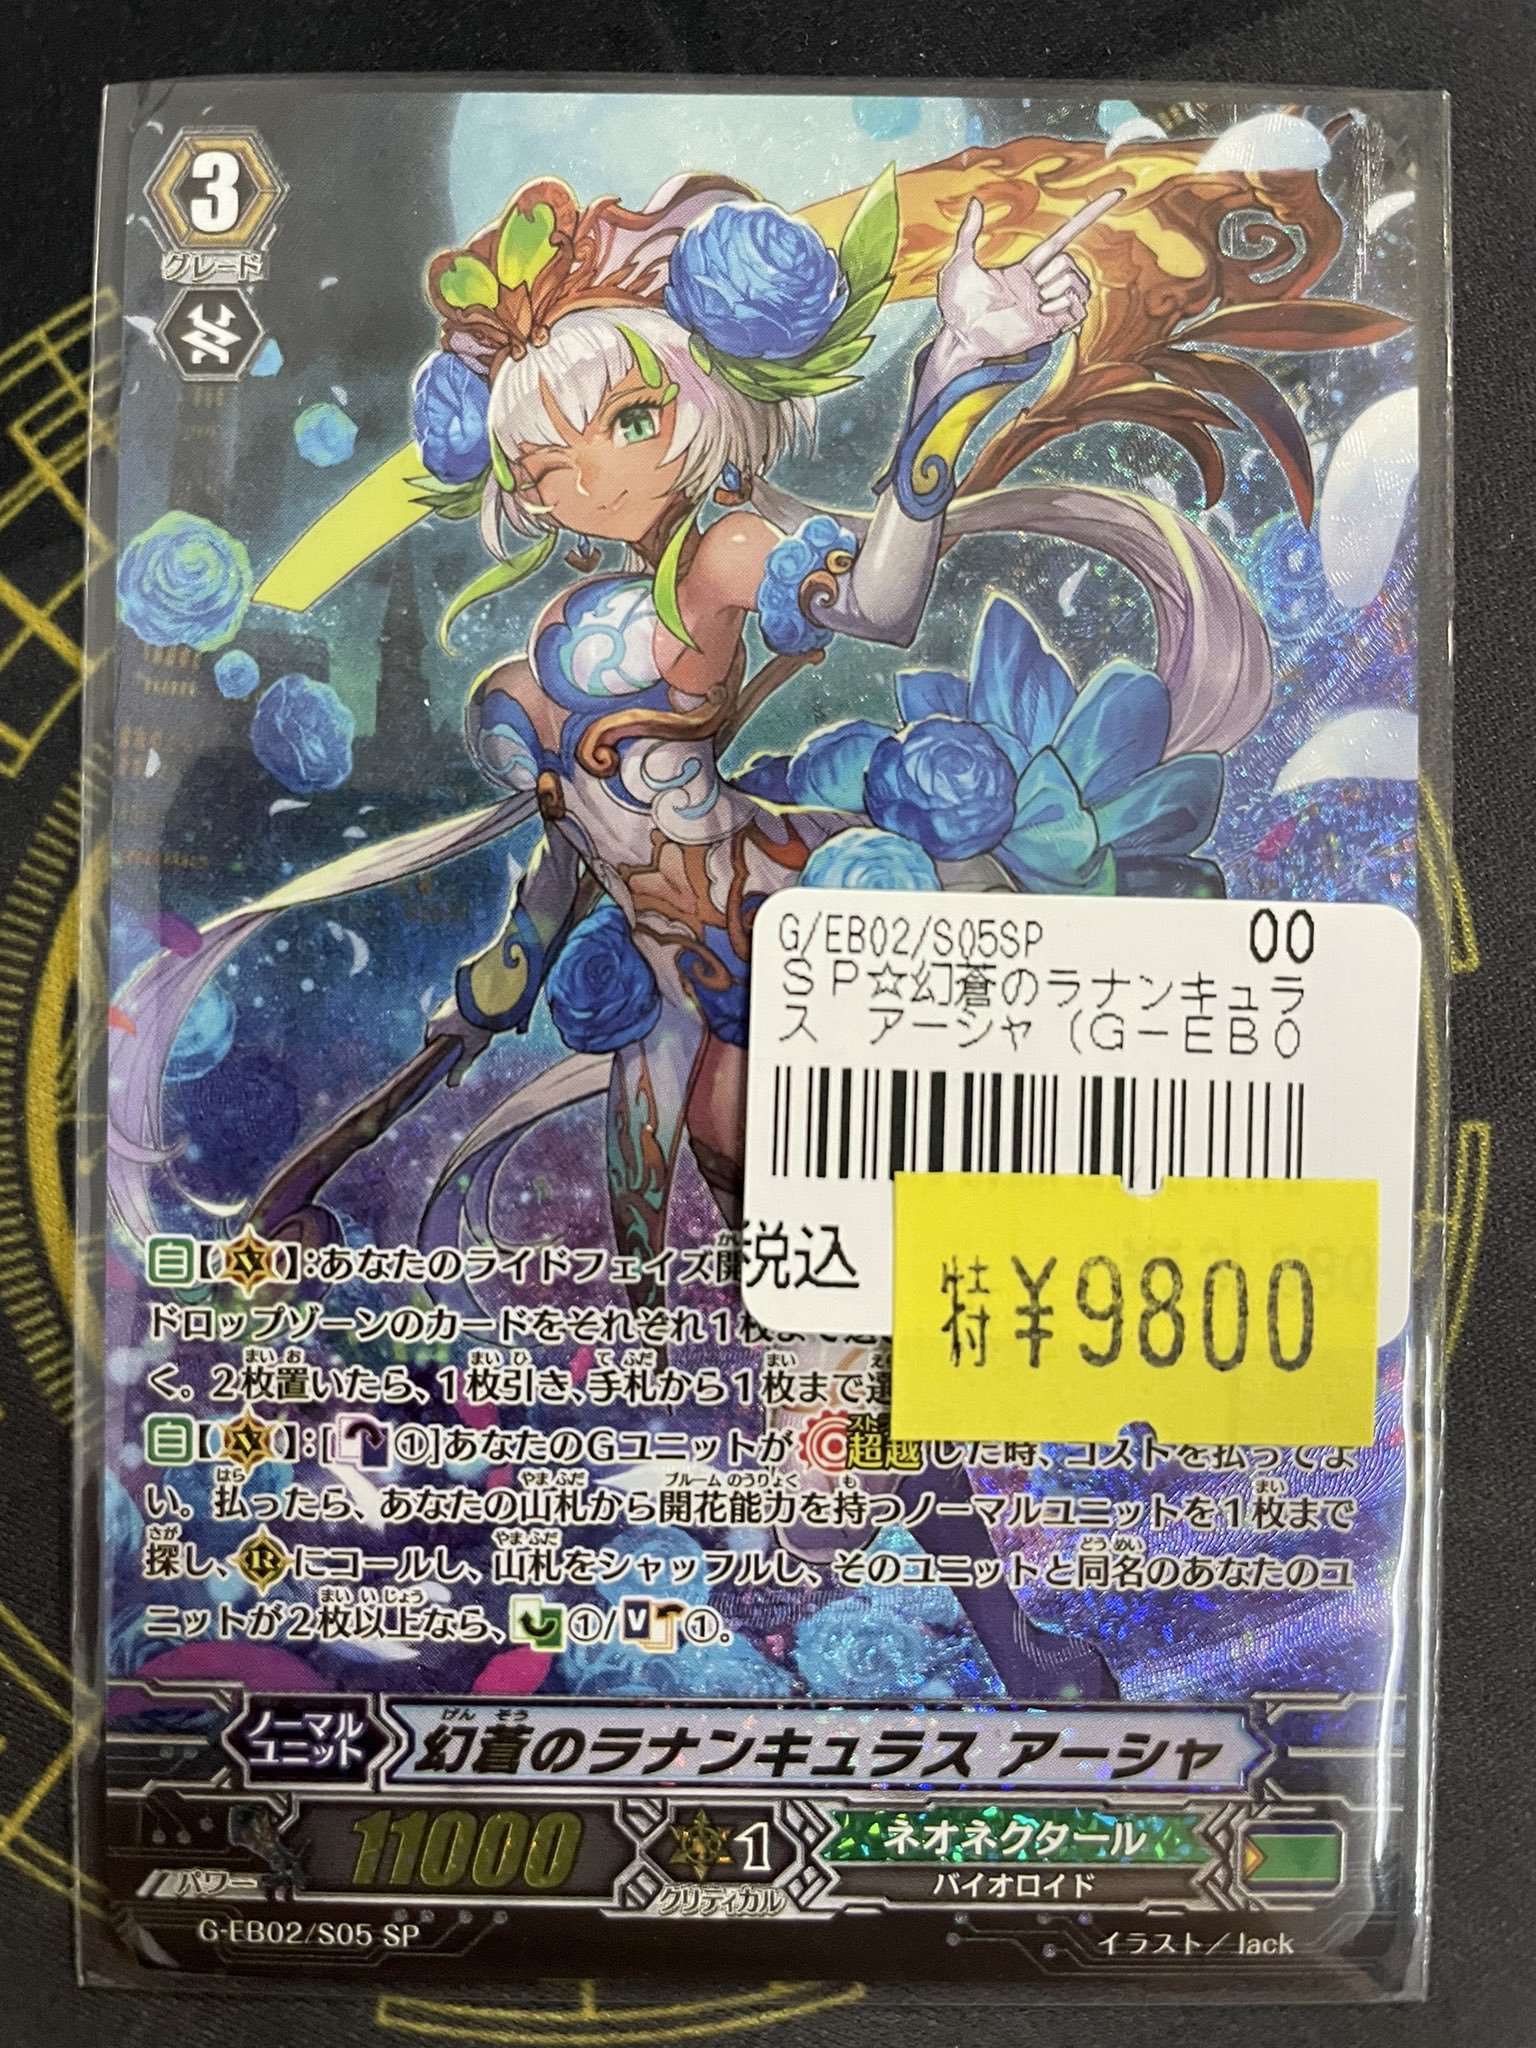 3
グレード
G/EB02/S05SP 00
SP☆幻蒼のラナンキュラ
ス アーシャ (G-EB0
税込
特 ¥9800
自【V】:あなたのライドフェイズ開
ドロップゾーンのカードをそれぞれ1枚まで選
く。2枚置いたら、1枚引き、手札から1枚まで選
自【V】:[①]あなたのGユニットが超越した時、コストを払ってよ
い。払ったら、あなたの山札から開花能力を持つノーマルユニットを1枚まで
探し、Rにコールし、山札をシャッフルし、そのユニットと同名のあなたのユ
ニットが2枚以上なら、①/V①。
ノーマル
ユニット
幻蒼のラナンキュラス アーシャ
パワー 11000
1
クリティカル
ネオネクタール
バイオロイド
G-EB02/S05 SP
イラスト/lack